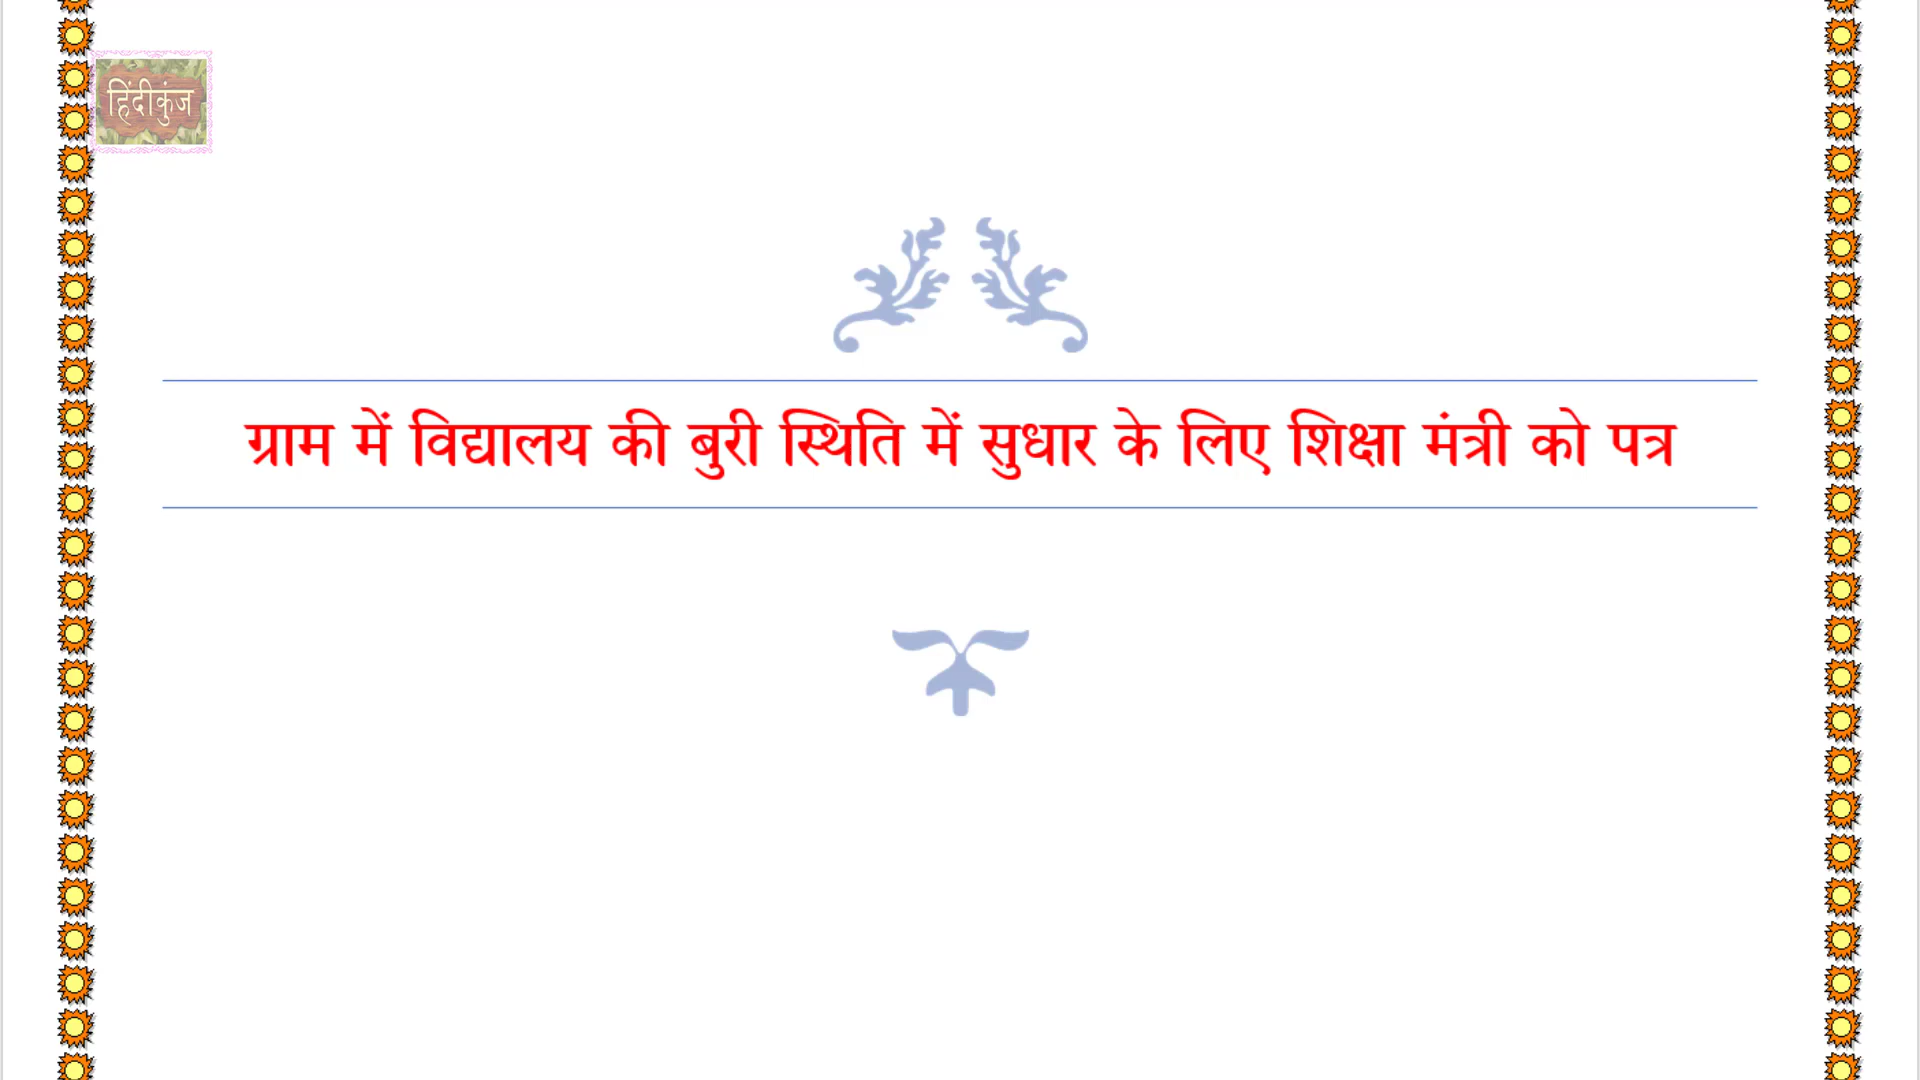 हिंदीकुंज
ग्राम में विद्यालय की बुरी स्थिति में सुधार के लिए शिक्षा मंत्री को पत्र